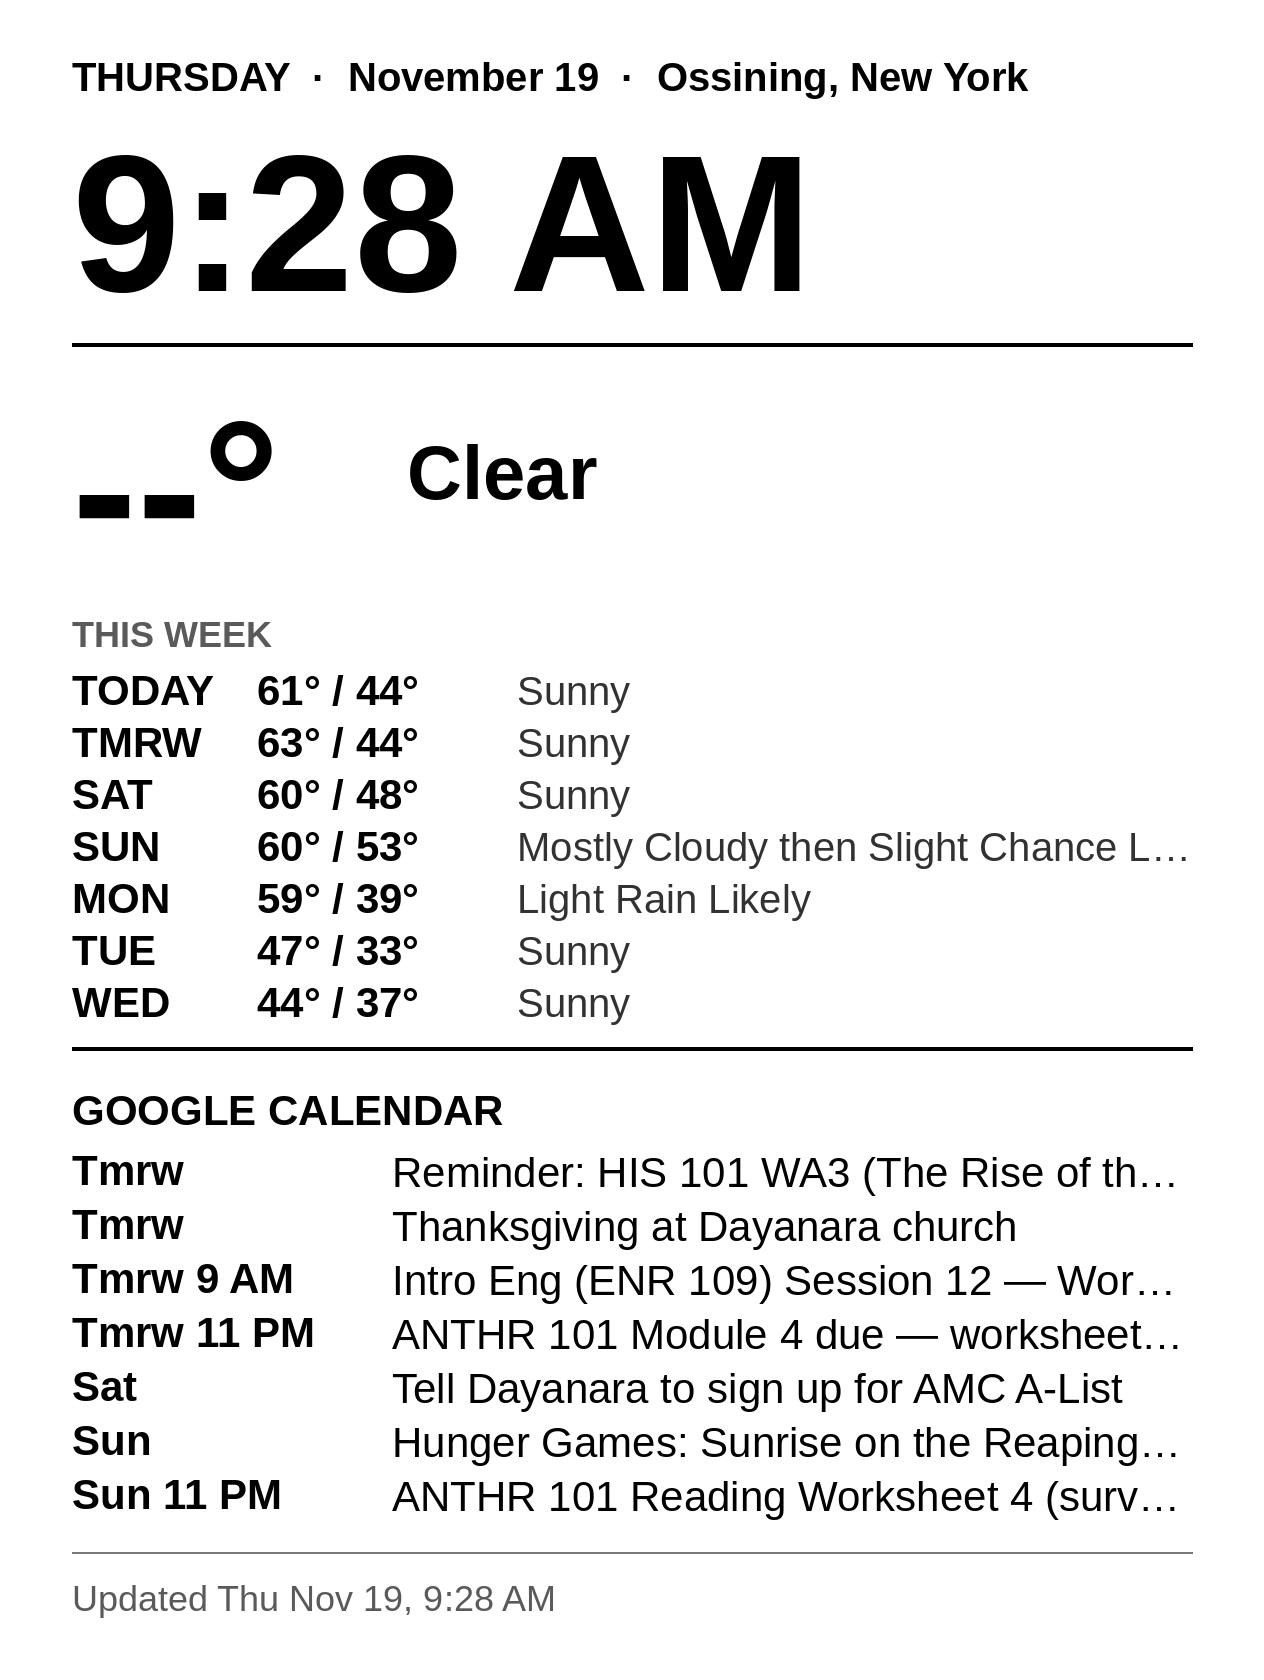 THURSDAY · November 19 · Ossining, New York
9:28 AM
--° Clear
THIS WEEK
TODAY 61° / 44° Sunny
TMRW 63° / 44° Sunny
SAT 60° / 48° Sunny
SUN 60° / 53° Mostly Cloudy then Slight Chance L…
MON 59° / 39° Light Rain Likely
TUE 47° / 33° Sunny
WED 44° / 37° Sunny
GOOGLE CALENDAR
Tmrw Reminder: HIS 101 WA3 (The Rise of th…
Tmrw Thanksgiving at Dayanara church
Tmrw 9 AM Intro Eng (ENR 109) Session 12 — Wor…
Tmrw 11 PM ANTHR 101 Module 4 due — worksheet…
Sat Tell Dayanara to sign up for AMC A-List
Sun Hunger Games: Sunrise on the Reaping…
Sun 11 PM ANTHR 101 Reading Worksheet 4 (surv…
Updated Thu Nov 19, 9:28 AM